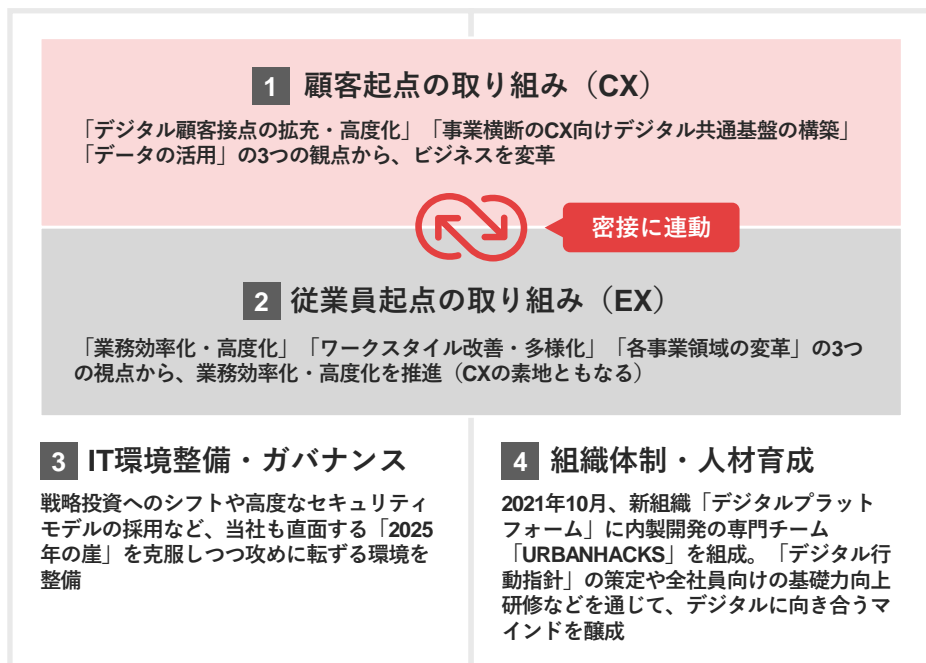 1 顧客起点の取り組み（CX）
「デジタル顧客接点の拡充・高度化」「事業横断のCX向けデジタル共通基盤の構築」
「データの活用」の3つの観点から、ビジネスを変革
密接に連動
2 従業員起点の取り組み（EX）
「業務効率化・高度化」「ワークスタイル改善・多様化」「各事業領域の変革」の3つ
の視点から、業務効率化・高度化を推進（CXの素地ともなる）
3 IT環境整備・ガバナンス
戦略投資へのシフトや高度なセキュリティ
モデルの採用など、当社も直面する「2025
年の崖」を克服しつつ攻めに転ずる環境を
整備
4 組織体制・人材育成
2021年10月、新組織「デジタルプラット
フォーム」に内製開発の専門チーム
「URBANHACKS」を組成。「デジタル行
動指針」の策定や全社員向けの基礎力向上
研修などを通じて、デジタルに向き合うマ
インドを醸成